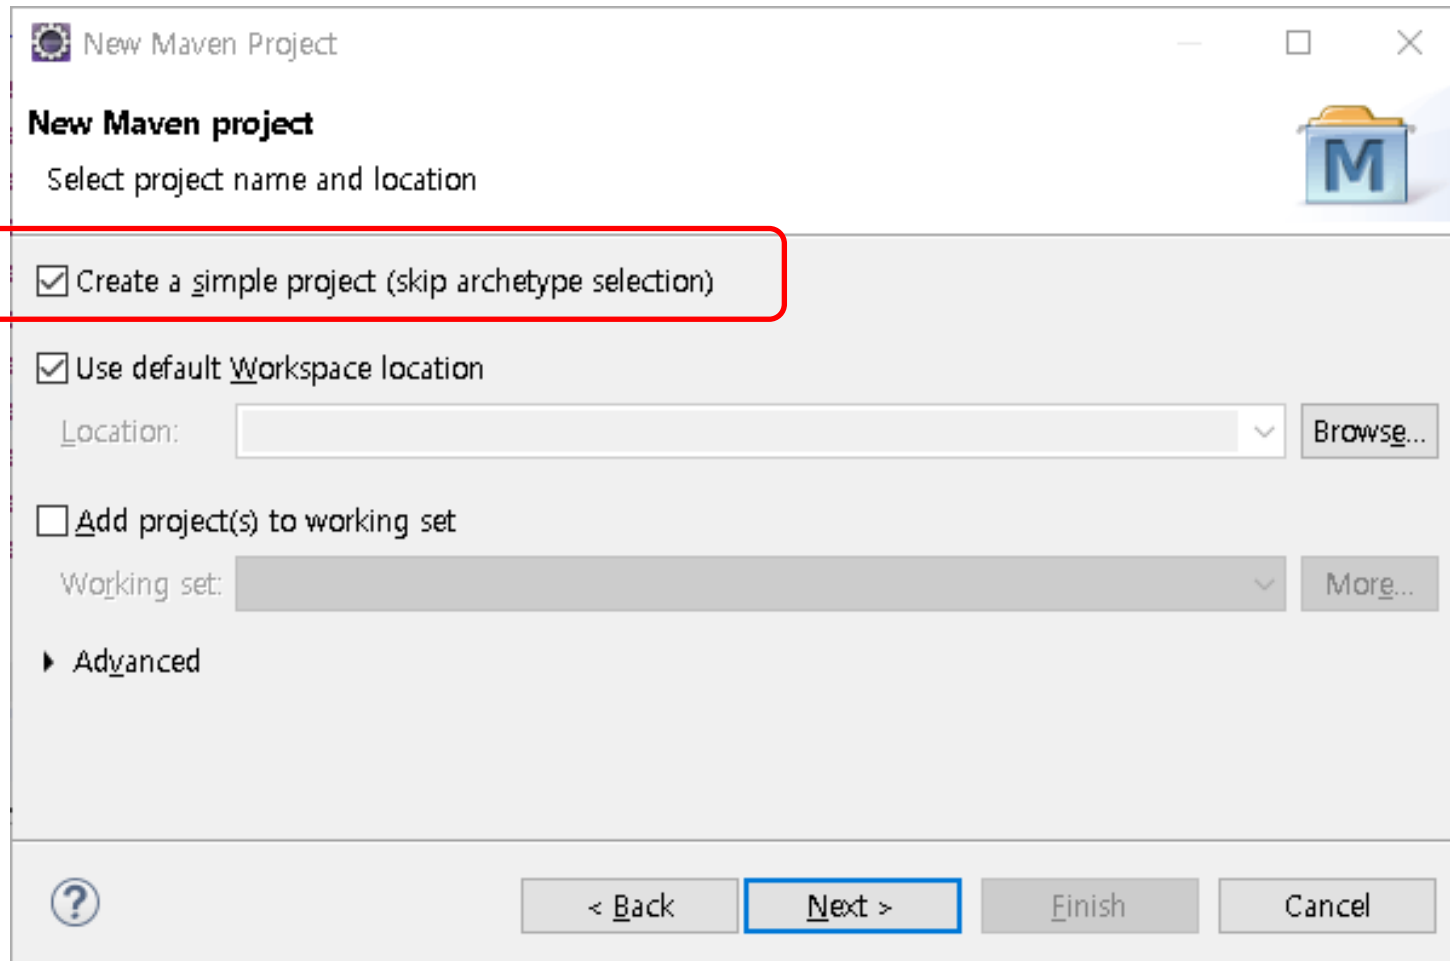 New Maven Project
New Maven project
Select project name and location
M
Create a simple project (skip archetype selection)
Use default Workspace location
Location:
Browse...
Add project(s) to working set
Working set:
More...
Advanced
?
< Back
Next >
Finish
Cancel